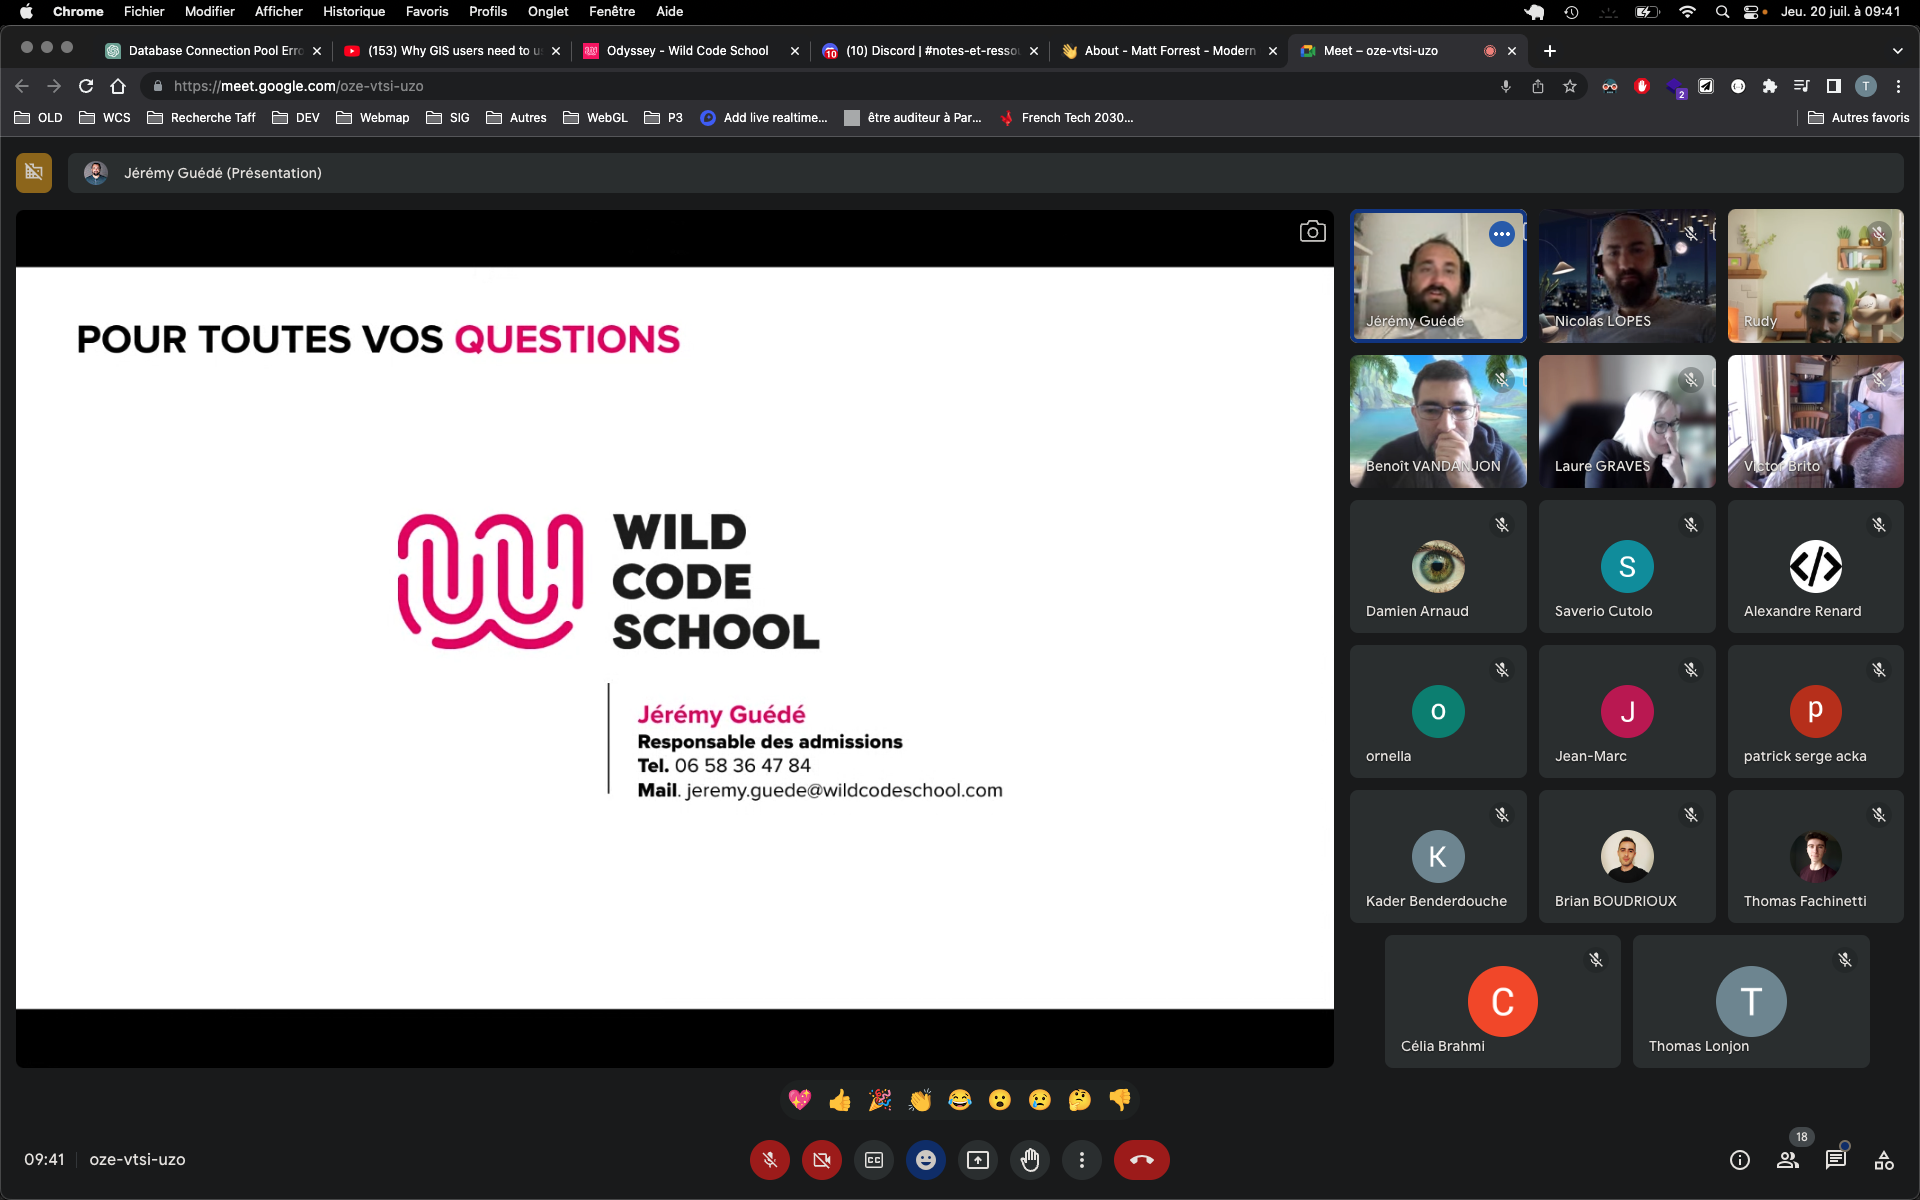 Chrome Fichier Modifier Afficher Historique Favoris Profils Onglet Fenêtre Aide Jeu. 20 juil. à 09:41
Database Connection Pool Erro (153) Why GIS users need to u Odyssey - Wild Code School (10) Discord | #notes-et-ressou About - Matt Forrest - Modern Meet – oze-vtsi-uzo
https://meet.google.com/oze-vtsi-uzo
2
T
OLD WCS Recherche Taff DEV Webmap SIG Autres WebGL P3 Add live realtime... être auditeur à Par... French Tech 2030... Autres favoris
Jérémy Guédé (Présentation)
POUR TOUTES VOS QUESTIONS
WILD
CODE
SCHOOL
Jérémy Guédé
Responsable des admissions
Tel. 06 58 36 47 84
Mail. jeremy.guede@wildcodeschool.com
Jérémy Guédé
Nicolas LOPES
Rudy
Benoît VANDANJON
Laure GRAVES
Victor Brito
Damien Arnaud
S
Saverio Cutolo
</>
Alexandre Renard
o
ornella
J
Jean-Marc
p
patrick serge acka
K
Kader Benderdouche
Brian BOUDRIOUX
Thomas Fachinetti
C
Célia Brahmi
T
Thomas Lonjon
09:41 oze-vtsi-uzo
CC
18